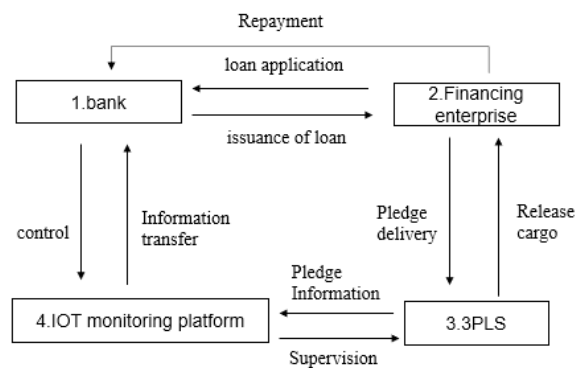 Repayment
loan application
1.bank
2.Financing
enterprise
issuance of loan
control
Information
transfer
Pledge
delivery
Release
cargo
Pledge
Information
4.IOT monitoring platform
3.3PLS
Supervision